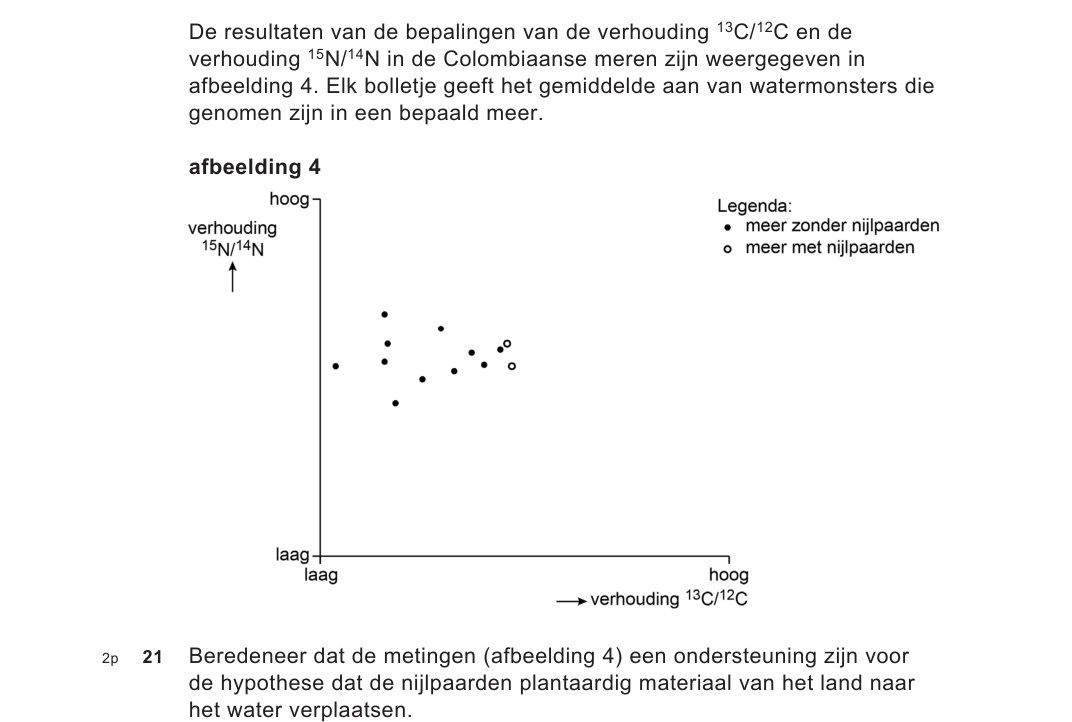 De resultaten van de bepalingen van de verhouding ¹³C/¹²C en de
verhouding ¹⁵N/¹⁴N in de Colombiaanse meren zijn weergegeven in
afbeelding 4. Elk bolletje geeft het gemiddelde aan van watermonsters die
genomen zijn in een bepaald meer.
afbeelding 4
hoog
verhouding
¹⁵N/¹⁴N
Legenda:
meer zonder nijlpaarden
meer met nijlpaarden
laag
laag
hoog
verhouding ¹³C/¹²C
2p 21 Beredeneer dat de metingen (afbeelding 4) een ondersteuning zijn voor
de hypothese dat de nijlpaarden plantaardig materiaal van het land naar
het water verplaatsen.